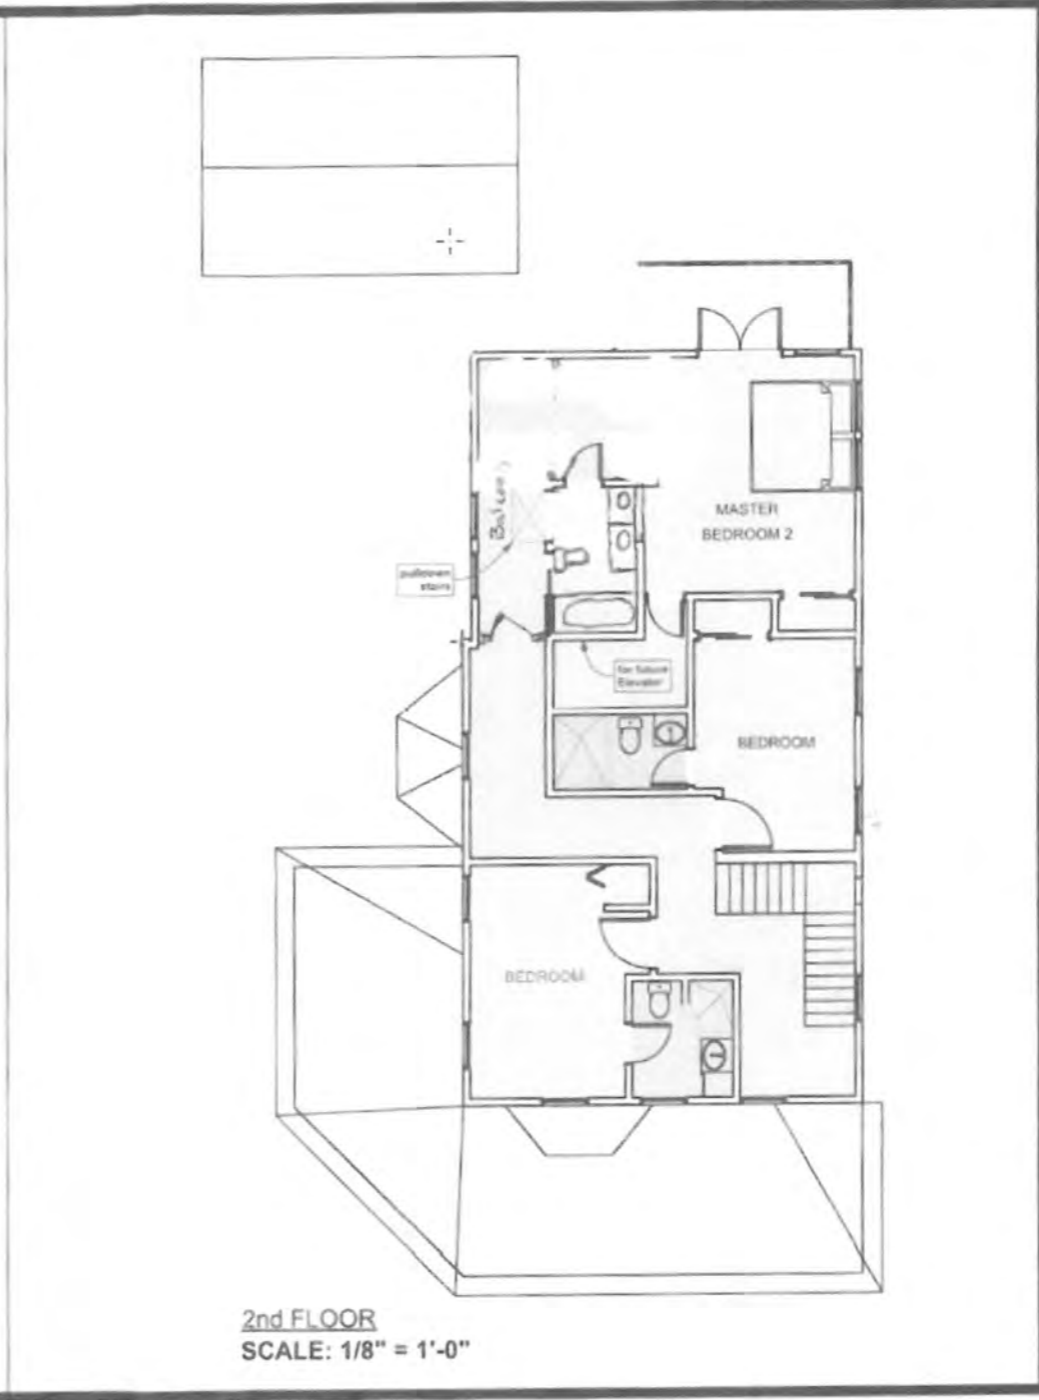 MASTER
BEDROOM 2
pulldown
stairs
for future
Elevator
BEDROOM
BEDROOM
2nd FLOOR
SCALE: 1/8" = 1'-0"